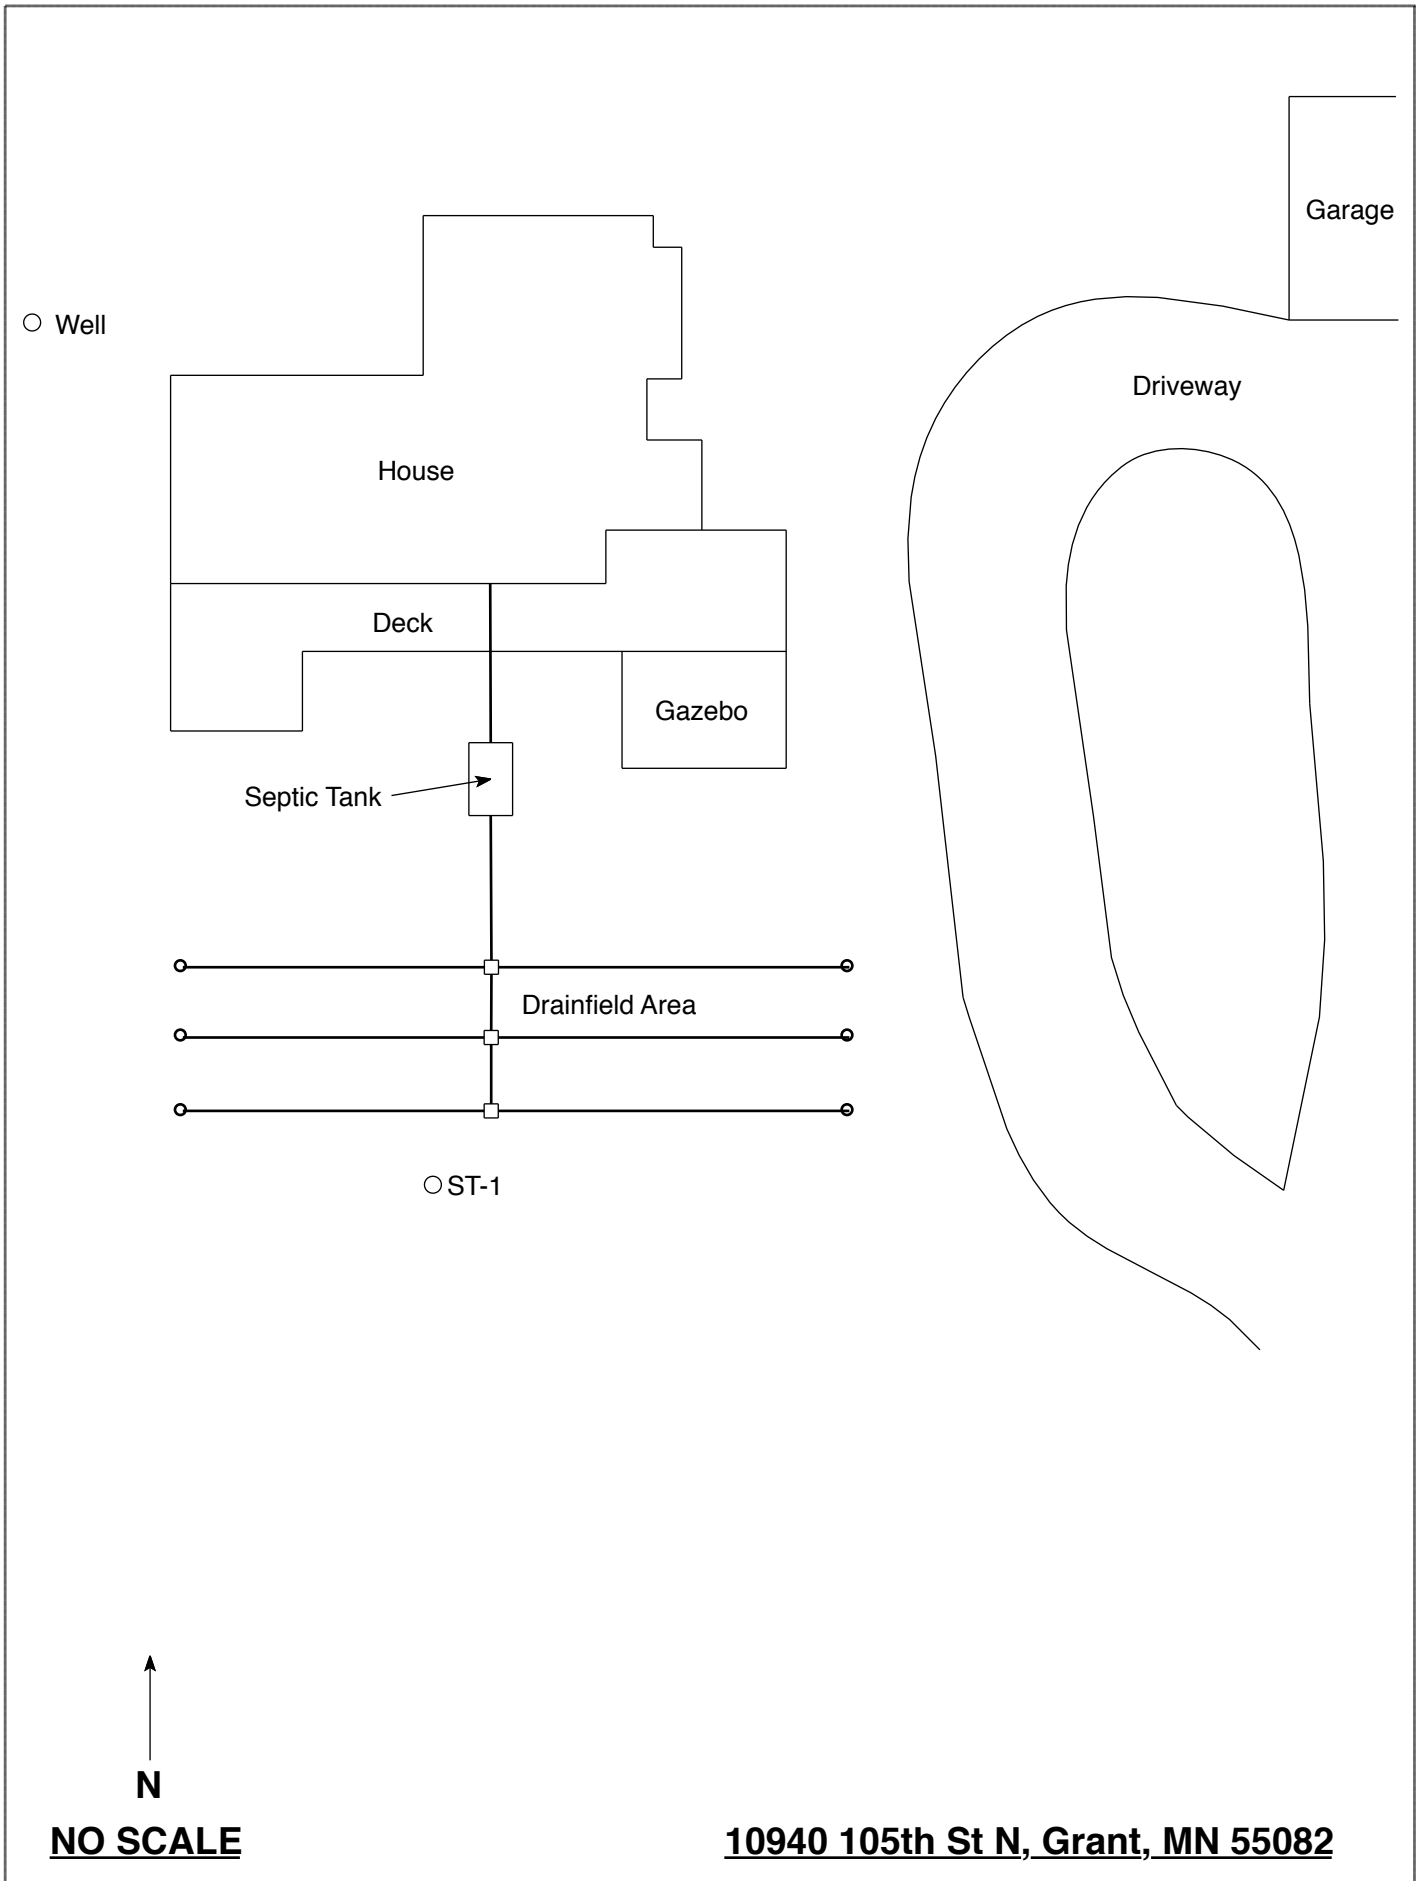 Garage
Well
Driveway
House
Deck
Gazebo
Septic Tank
Drainfield Area
ST-1
N
NO SCALE
10940 105th St N, Grant, MN 55082